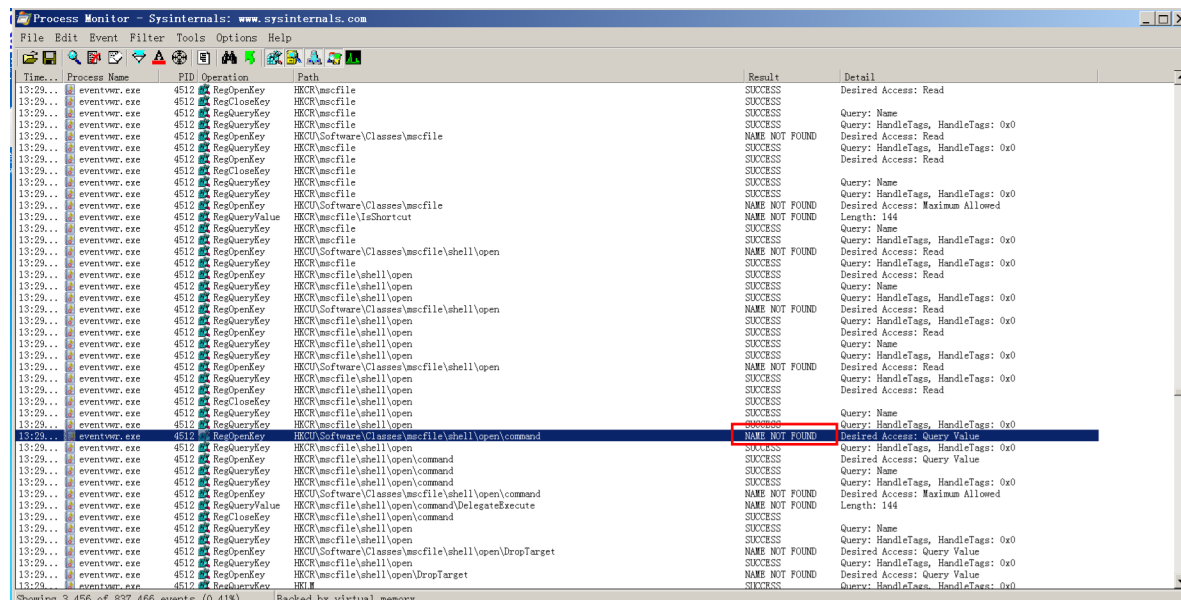 Process Monitor - Sysinternals: www.sysinternals.com
File Edit Event Filter Tools Options Help
Time... Process Name PID Operation Path Result Detail
13:29... eventvwr.exe 4512 RegOpenKey HKCR\mscfile SUCCESS Desired Access: Read
13:29... eventvwr.exe 4512 RegCloseKey HKCR\mscfile SUCCESS
13:29... eventvwr.exe 4512 RegQueryKey HKCR\mscfile SUCCESS Query: Name
13:29... eventvwr.exe 4512 RegQueryKey HKCR\mscfile SUCCESS Query: HandleTags, HandleTags: 0x0
13:29... eventvwr.exe 4512 RegOpenKey HKCU\Software\Classes\mscfile NAME NOT FOUND Desired Access: Read
13:29... eventvwr.exe 4512 RegQueryKey HKCR\mscfile SUCCESS Query: HandleTags, HandleTags: 0x0
13:29... eventvwr.exe 4512 RegOpenKey HKCR\mscfile SUCCESS Desired Access: Read
13:29... eventvwr.exe 4512 RegCloseKey HKCR\mscfile SUCCESS
13:29... eventvwr.exe 4512 RegQueryKey HKCR\mscfile SUCCESS Query: Name
13:29... eventvwr.exe 4512 RegQueryKey HKCR\mscfile SUCCESS Query: HandleTags, HandleTags: 0x0
13:29... eventvwr.exe 4512 RegOpenKey HKCU\Software\Classes\mscfile NAME NOT FOUND Desired Access: Maximum Allowed
13:29... eventvwr.exe 4512 RegQueryValue HKCR\mscfile\IsShortcut NAME NOT FOUND Length: 144
13:29... eventvwr.exe 4512 RegQueryKey HKCR\mscfile SUCCESS Query: Name
13:29... eventvwr.exe 4512 RegQueryKey HKCR\mscfile SUCCESS Query: HandleTags, HandleTags: 0x0
13:29... eventvwr.exe 4512 RegOpenKey HKCU\Software\Classes\mscfile\shell\open NAME NOT FOUND Desired Access: Read
13:29... eventvwr.exe 4512 RegQueryKey HKCR\mscfile SUCCESS Query: HandleTags, HandleTags: 0x0
13:29... eventvwr.exe 4512 RegOpenKey HKCR\mscfile\shell\open SUCCESS Desired Access: Read
13:29... eventvwr.exe 4512 RegQueryKey HKCR\mscfile\shell\open SUCCESS Query: Name
13:29... eventvwr.exe 4512 RegQueryKey HKCR\mscfile\shell\open SUCCESS Query: HandleTags, HandleTags: 0x0
13:29... eventvwr.exe 4512 RegOpenKey HKCU\Software\Classes\mscfile\shell\open NAME NOT FOUND Desired Access: Read
13:29... eventvwr.exe 4512 RegQueryKey HKCR\mscfile\shell\open SUCCESS Query: HandleTags, HandleTags: 0x0
13:29... eventvwr.exe 4512 RegOpenKey HKCR\mscfile\shell\open SUCCESS Desired Access: Read
13:29... eventvwr.exe 4512 RegQueryKey HKCR\mscfile\shell\open SUCCESS Query: Name
13:29... eventvwr.exe 4512 RegQueryKey HKCR\mscfile\shell\open SUCCESS Query: HandleTags, HandleTags: 0x0
13:29... eventvwr.exe 4512 RegOpenKey HKCU\Software\Classes\mscfile\shell\open NAME NOT FOUND Desired Access: Read
13:29... eventvwr.exe 4512 RegQueryKey HKCR\mscfile\shell\open SUCCESS Query: HandleTags, HandleTags: 0x0
13:29... eventvwr.exe 4512 RegOpenKey HKCR\mscfile\shell\open SUCCESS Desired Access: Read
13:29... eventvwr.exe 4512 RegCloseKey HKCR\mscfile\shell\open SUCCESS
13:29... eventvwr.exe 4512 RegQueryKey HKCR\mscfile\shell\open SUCCESS Query: Name
13:29... eventvwr.exe 4512 RegQueryKey HKCR\mscfile\shell\open SUCCESS Query: HandleTags, HandleTags: 0x0
13:29... eventvwr.exe 4512 RegOpenKey HKCU\Software\Classes\mscfile\shell\open\command NAME NOT FOUND Desired Access: Query Value
13:29... eventvwr.exe 4512 RegQueryKey HKCR\mscfile\shell\open SUCCESS Query: HandleTags, HandleTags: 0x0
13:29... eventvwr.exe 4512 RegOpenKey HKCR\mscfile\shell\open\command SUCCESS Desired Access: Query Value
13:29... eventvwr.exe 4512 RegQueryKey HKCR\mscfile\shell\open\command SUCCESS Query: Name
13:29... eventvwr.exe 4512 RegQueryKey HKCR\mscfile\shell\open\command SUCCESS Query: HandleTags, HandleTags: 0x0
13:29... eventvwr.exe 4512 RegOpenKey HKCU\Software\Classes\mscfile\shell\open\command NAME NOT FOUND Desired Access: Maximum Allowed
13:29... eventvwr.exe 4512 RegQueryValue HKCR\mscfile\shell\open\command\DelegateExecute NAME NOT FOUND Length: 144
13:29... eventvwr.exe 4512 RegCloseKey HKCR\mscfile\shell\open\command SUCCESS
13:29... eventvwr.exe 4512 RegQueryKey HKCR\mscfile\shell\open SUCCESS Query: Name
13:29... eventvwr.exe 4512 RegQueryKey HKCR\mscfile\shell\open SUCCESS Query: HandleTags, HandleTags: 0x0
13:29... eventvwr.exe 4512 RegOpenKey HKCU\Software\Classes\mscfile\shell\open\DropTarget NAME NOT FOUND Desired Access: Query Value
13:29... eventvwr.exe 4512 RegQueryKey HKCR\mscfile\shell\open SUCCESS Query: HandleTags, HandleTags: 0x0
13:29... eventvwr.exe 4512 RegOpenKey HKCR\mscfile\shell\open\DropTarget NAME NOT FOUND Desired Access: Query Value
13:29... eventvwr.exe 4512 RegQueryKey HKLM SUCCESS Query: HandleTags, HandleTags: 0x0
Showing 3,456 of 837,466 events (0.41%) Backed by virtual memory